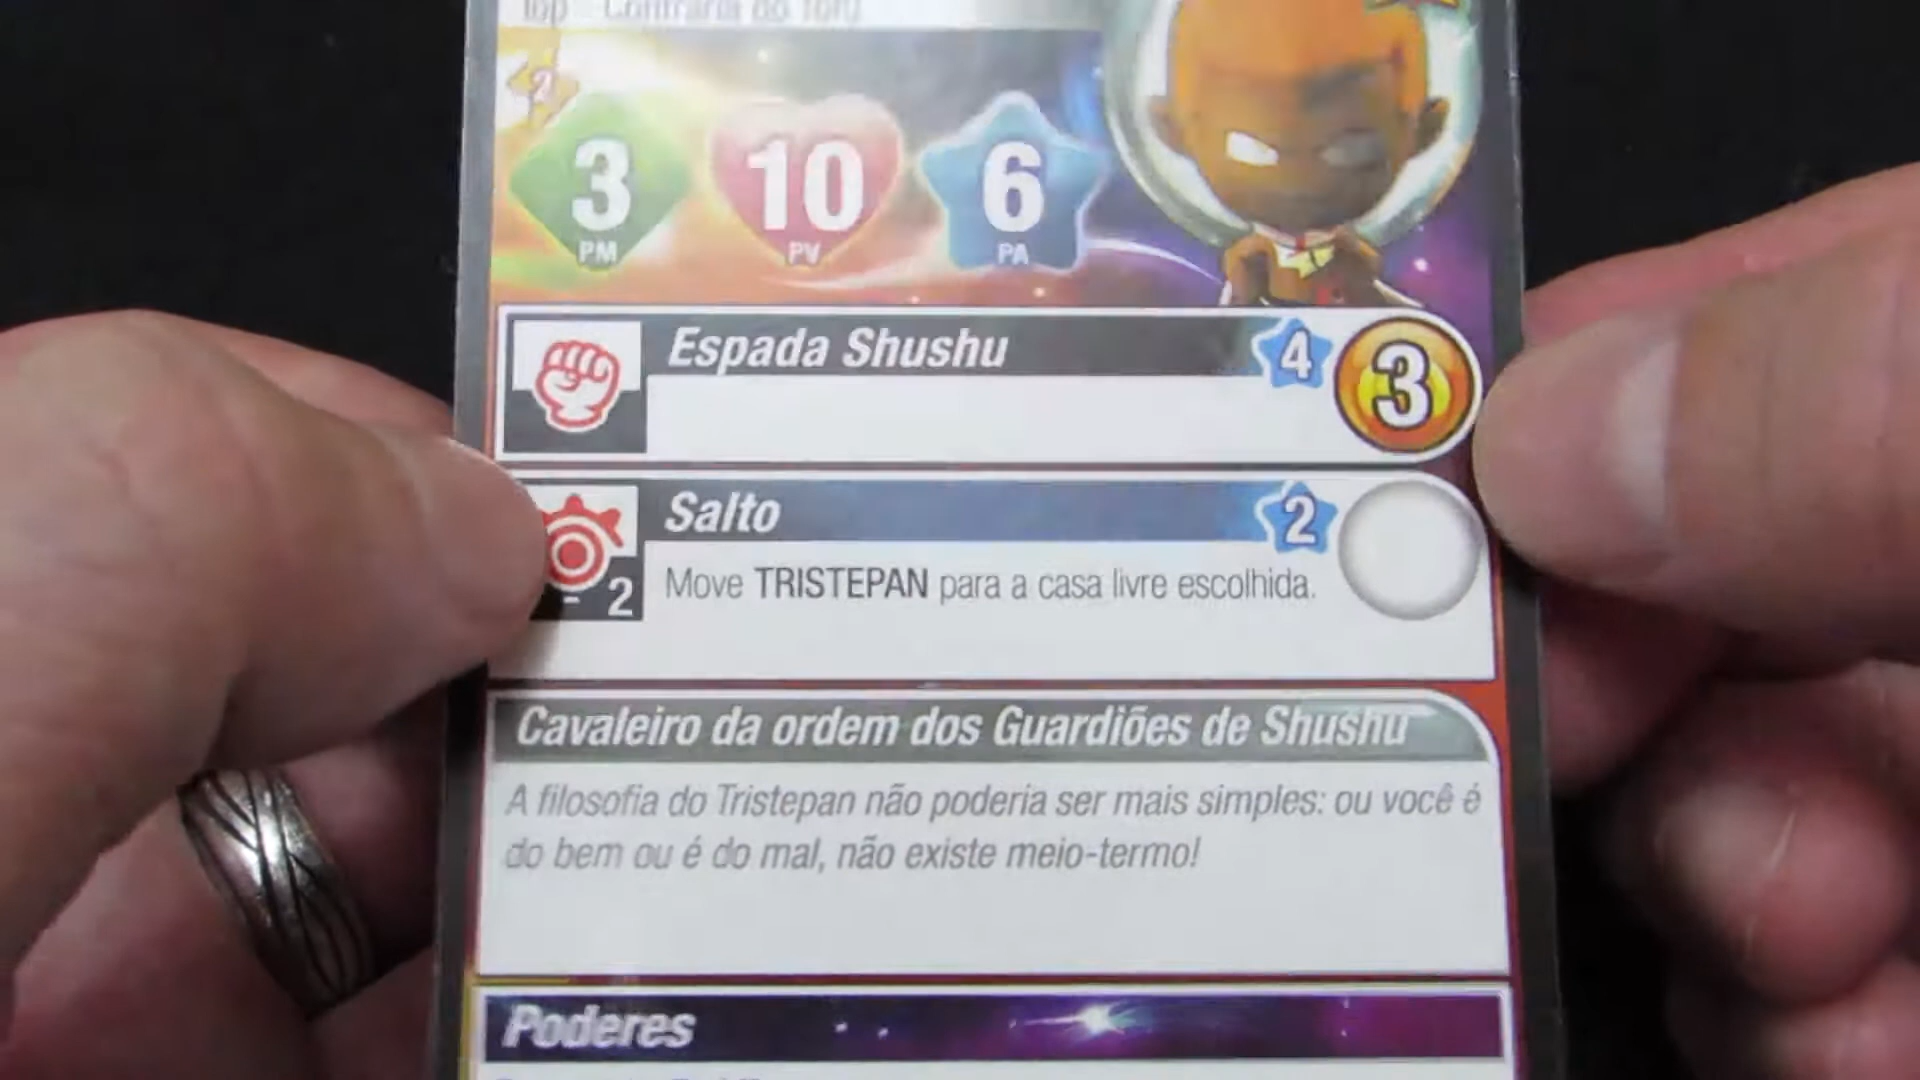 2
3
PM
10
PV
6
PA
Espada Shushu
4
3
Salto
2
Move TRISTEPAN para a casa livre escolhida.
2
Cavaleiro da ordem dos Guardiões de Shushu
A filosofia do Tristepan não poderia ser mais simples: ou você é
do bem ou é do mal, não existe meio-termo!
Poderes